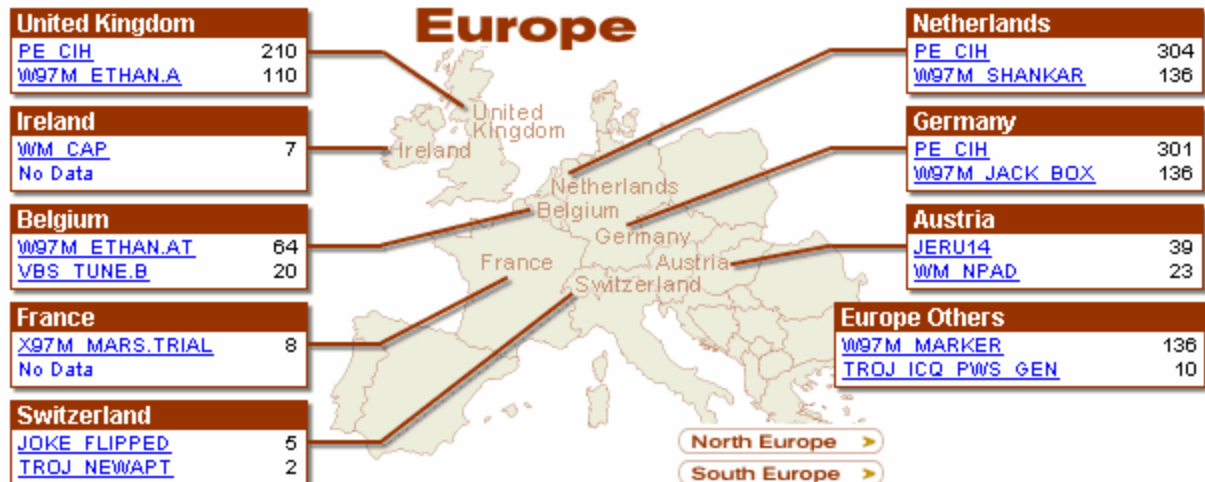 Europe
United Kingdom
PE_CIH 210
W97M_ETHAN.A 110
Ireland
WM_CAP 7
No Data
Belgium
W97M_ETHAN.AT 64
VBS_TUNE.B 20
France
X97M_MARS.TRIAL 8
No Data
Switzerland
JOKE_FLIPPED 5
TROJ_NEWAPT 2
United
Kingdom
Ireland
Netherlands
Belgium
Germany
France
Austria
Switzerland
Netherlands
PE_CIH 304
W97M_SHANKAR 136
Germany
PE_CIH 301
W97M_JACK_BOX 136
Austria
JERU14 39
WM_NPAD 23
Europe Others
W97M_MARKER 136
TROJ_ICQ_PWS_GEN 10
North Europe >
South Europe >